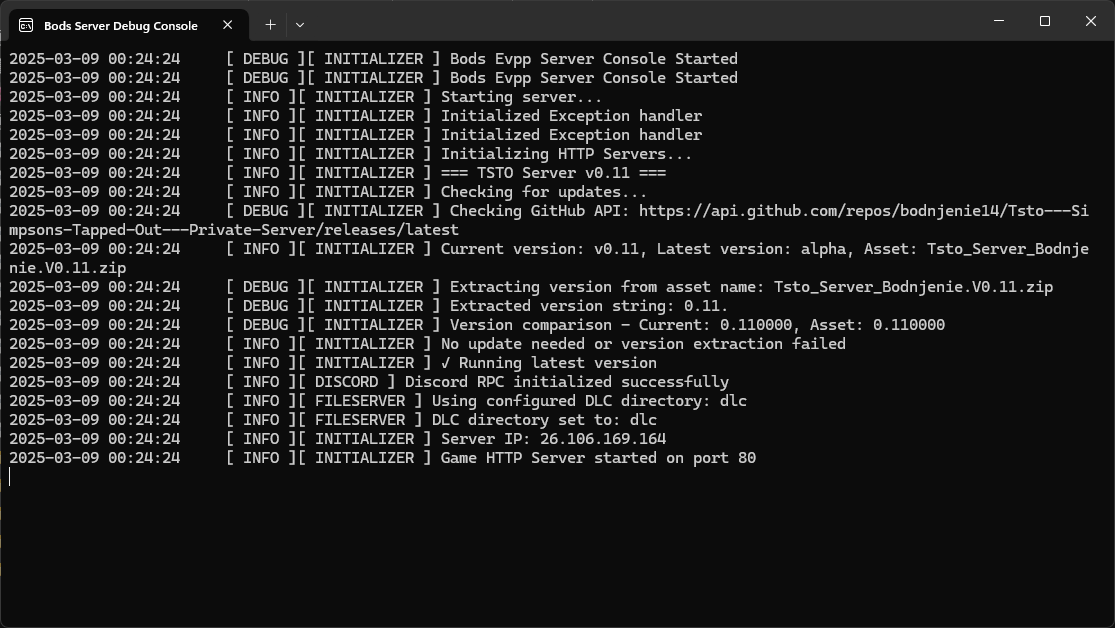 Bods Server Debug Console
2025-03-09 00:24:24 [ DEBUG ][ INITIALIZER ] Bods Evpp Server Console Started
2025-03-09 00:24:24 [ DEBUG ][ INITIALIZER ] Bods Evpp Server Console Started
2025-03-09 00:24:24 [ INFO ][ INITIALIZER ] Starting server...
2025-03-09 00:24:24 [ INFO ][ INITIALIZER ] Initialized Exception handler
2025-03-09 00:24:24 [ INFO ][ INITIALIZER ] Initialized Exception handler
2025-03-09 00:24:24 [ INFO ][ INITIALIZER ] Initializing HTTP Servers...
2025-03-09 00:24:24 [ INFO ][ INITIALIZER ] === TSTO Server v0.11 ===
2025-03-09 00:24:24 [ INFO ][ INITIALIZER ] Checking for updates...
2025-03-09 00:24:24 [ DEBUG ][ INITIALIZER ] Checking GitHub API: https://api.github.com/repos/bodnjenie14/Tsto---Si
mpsons-Tapped-Out---Private-Server/releases/latest
2025-03-09 00:24:24 [ INFO ][ INITIALIZER ] Current version: v0.11, Latest version: alpha, Asset: Tsto_Server_Bodnje
nie.V0.11.zip
2025-03-09 00:24:24 [ DEBUG ][ INITIALIZER ] Extracting version from asset name: Tsto_Server_Bodnjenie.V0.11.zip
2025-03-09 00:24:24 [ DEBUG ][ INITIALIZER ] Extracted version string: 0.11.
2025-03-09 00:24:24 [ DEBUG ][ INITIALIZER ] Version comparison - Current: 0.110000, Asset: 0.110000
2025-03-09 00:24:24 [ INFO ][ INITIALIZER ] No update needed or version extraction failed
2025-03-09 00:24:24 [ INFO ][ INITIALIZER ] √ Running latest version
2025-03-09 00:24:24 [ INFO ][ DISCORD ] Discord RPC initialized successfully
2025-03-09 00:24:24 [ INFO ][ FILESERVER ] Using configured DLC directory: dlc
2025-03-09 00:24:24 [ INFO ][ FILESERVER ] DLC directory set to: dlc
2025-03-09 00:24:24 [ INFO ][ INITIALIZER ] Server IP: 26.106.169.164
2025-03-09 00:24:24 [ INFO ][ INITIALIZER ] Game HTTP Server started on port 80